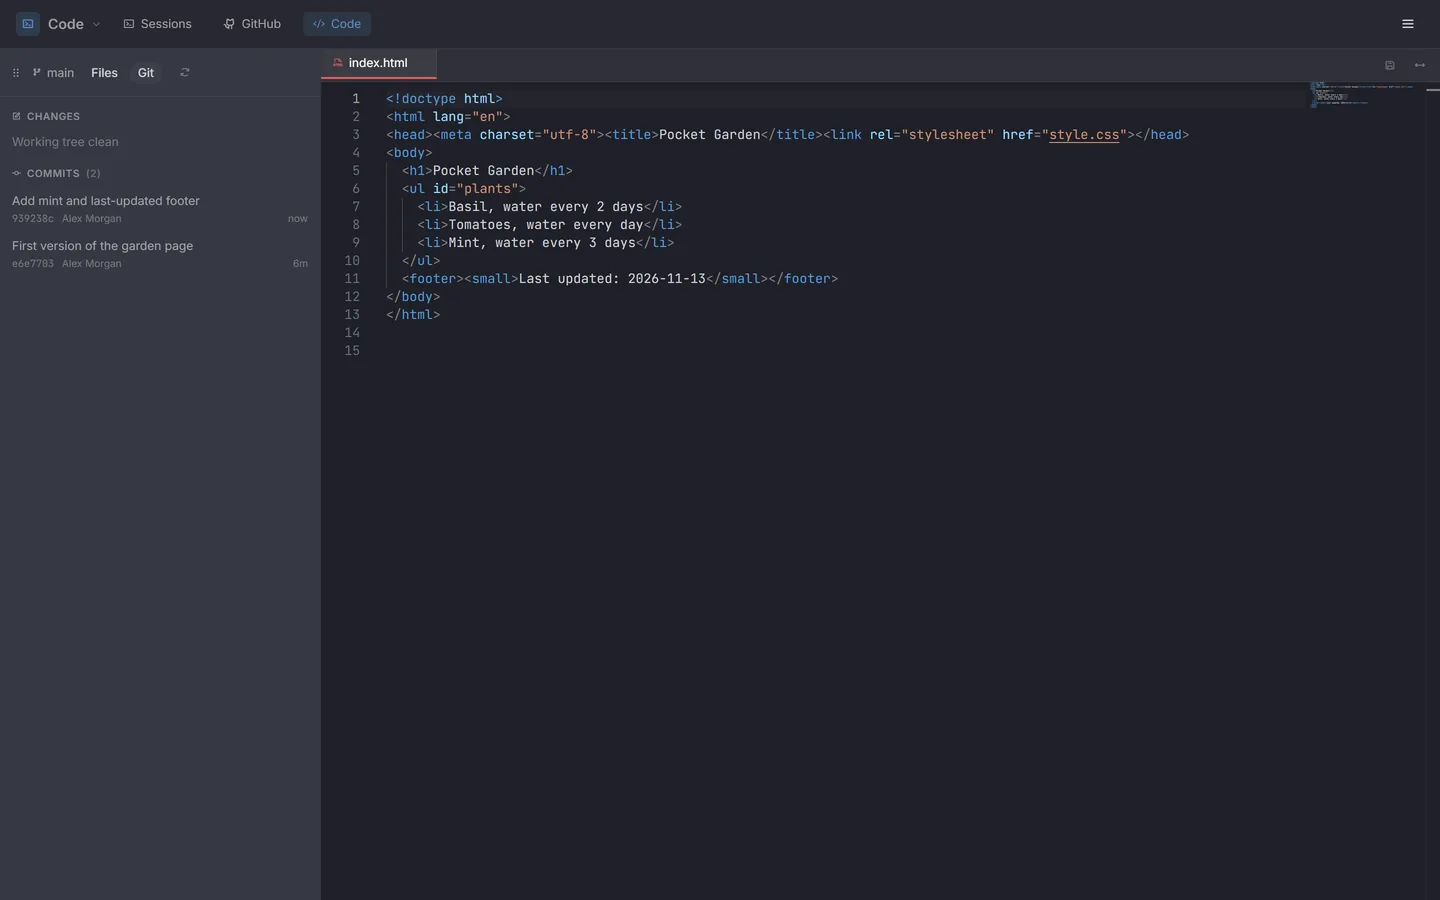 Code
Sessions
GitHub
Code
main
Files
Git
CHANGES
Working tree clean
COMMITS (2)
Add mint and last-updated footer
939238c Alex Morgan now
First version of the garden page
e6e7703 Alex Morgan 6m
index.html
1 <!doctype html>
2 <html lang="en">
3 <head><meta charset="utf-8"><title>Pocket Garden</title><link rel="stylesheet" href="style.css"></head>
4 <body>
5 <h1>Pocket Garden</h1>
6 <ul id="plants">
7 <li>Basil, water every 2 days</li>
8 <li>Tomatoes, water every day</li>
9 <li>Mint, water every 3 days</li>
10 </ul>
11 <footer><small>Last updated: 2026-11-13</small></footer>
12 </body>
13 </html>
14
15